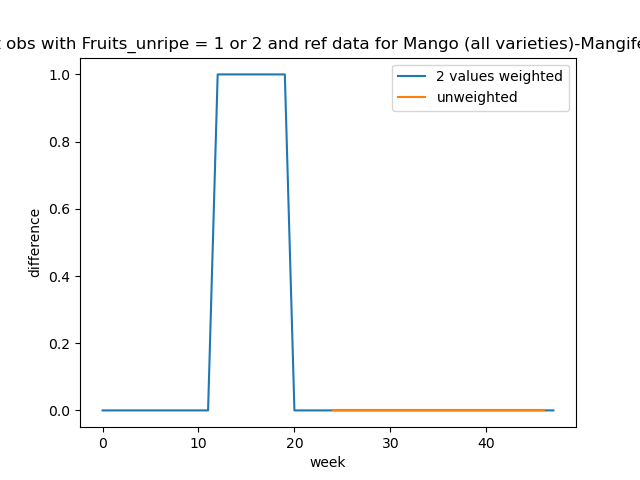 obs with Fruits_unripe = 1 or 2 and ref data for Mango (all varieties)-Mangife
2 values weighted
unweighted
1.0
0.8
0.6
0.4
0.2
0.0
difference
0
10
20
30
40
week